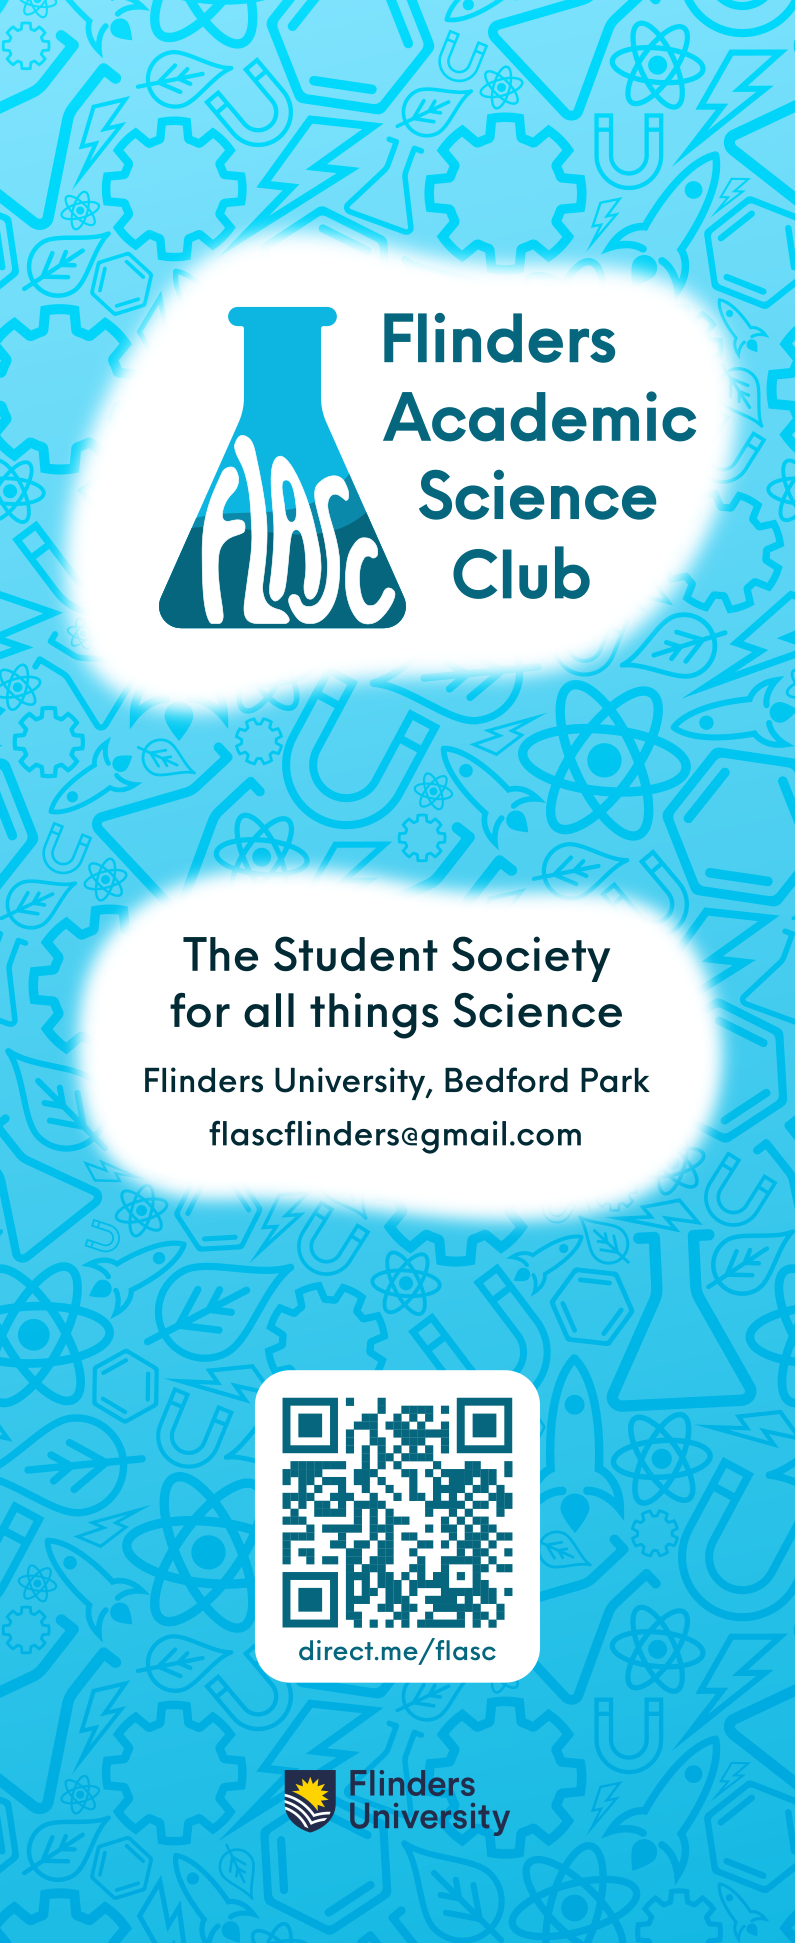 FLASC
Flinders
Academic
Science
Club
The Student Society
for all things Science
Flinders University, Bedford Park
flascflinders@gmail.com
direct.me/flasc
Flinders
University